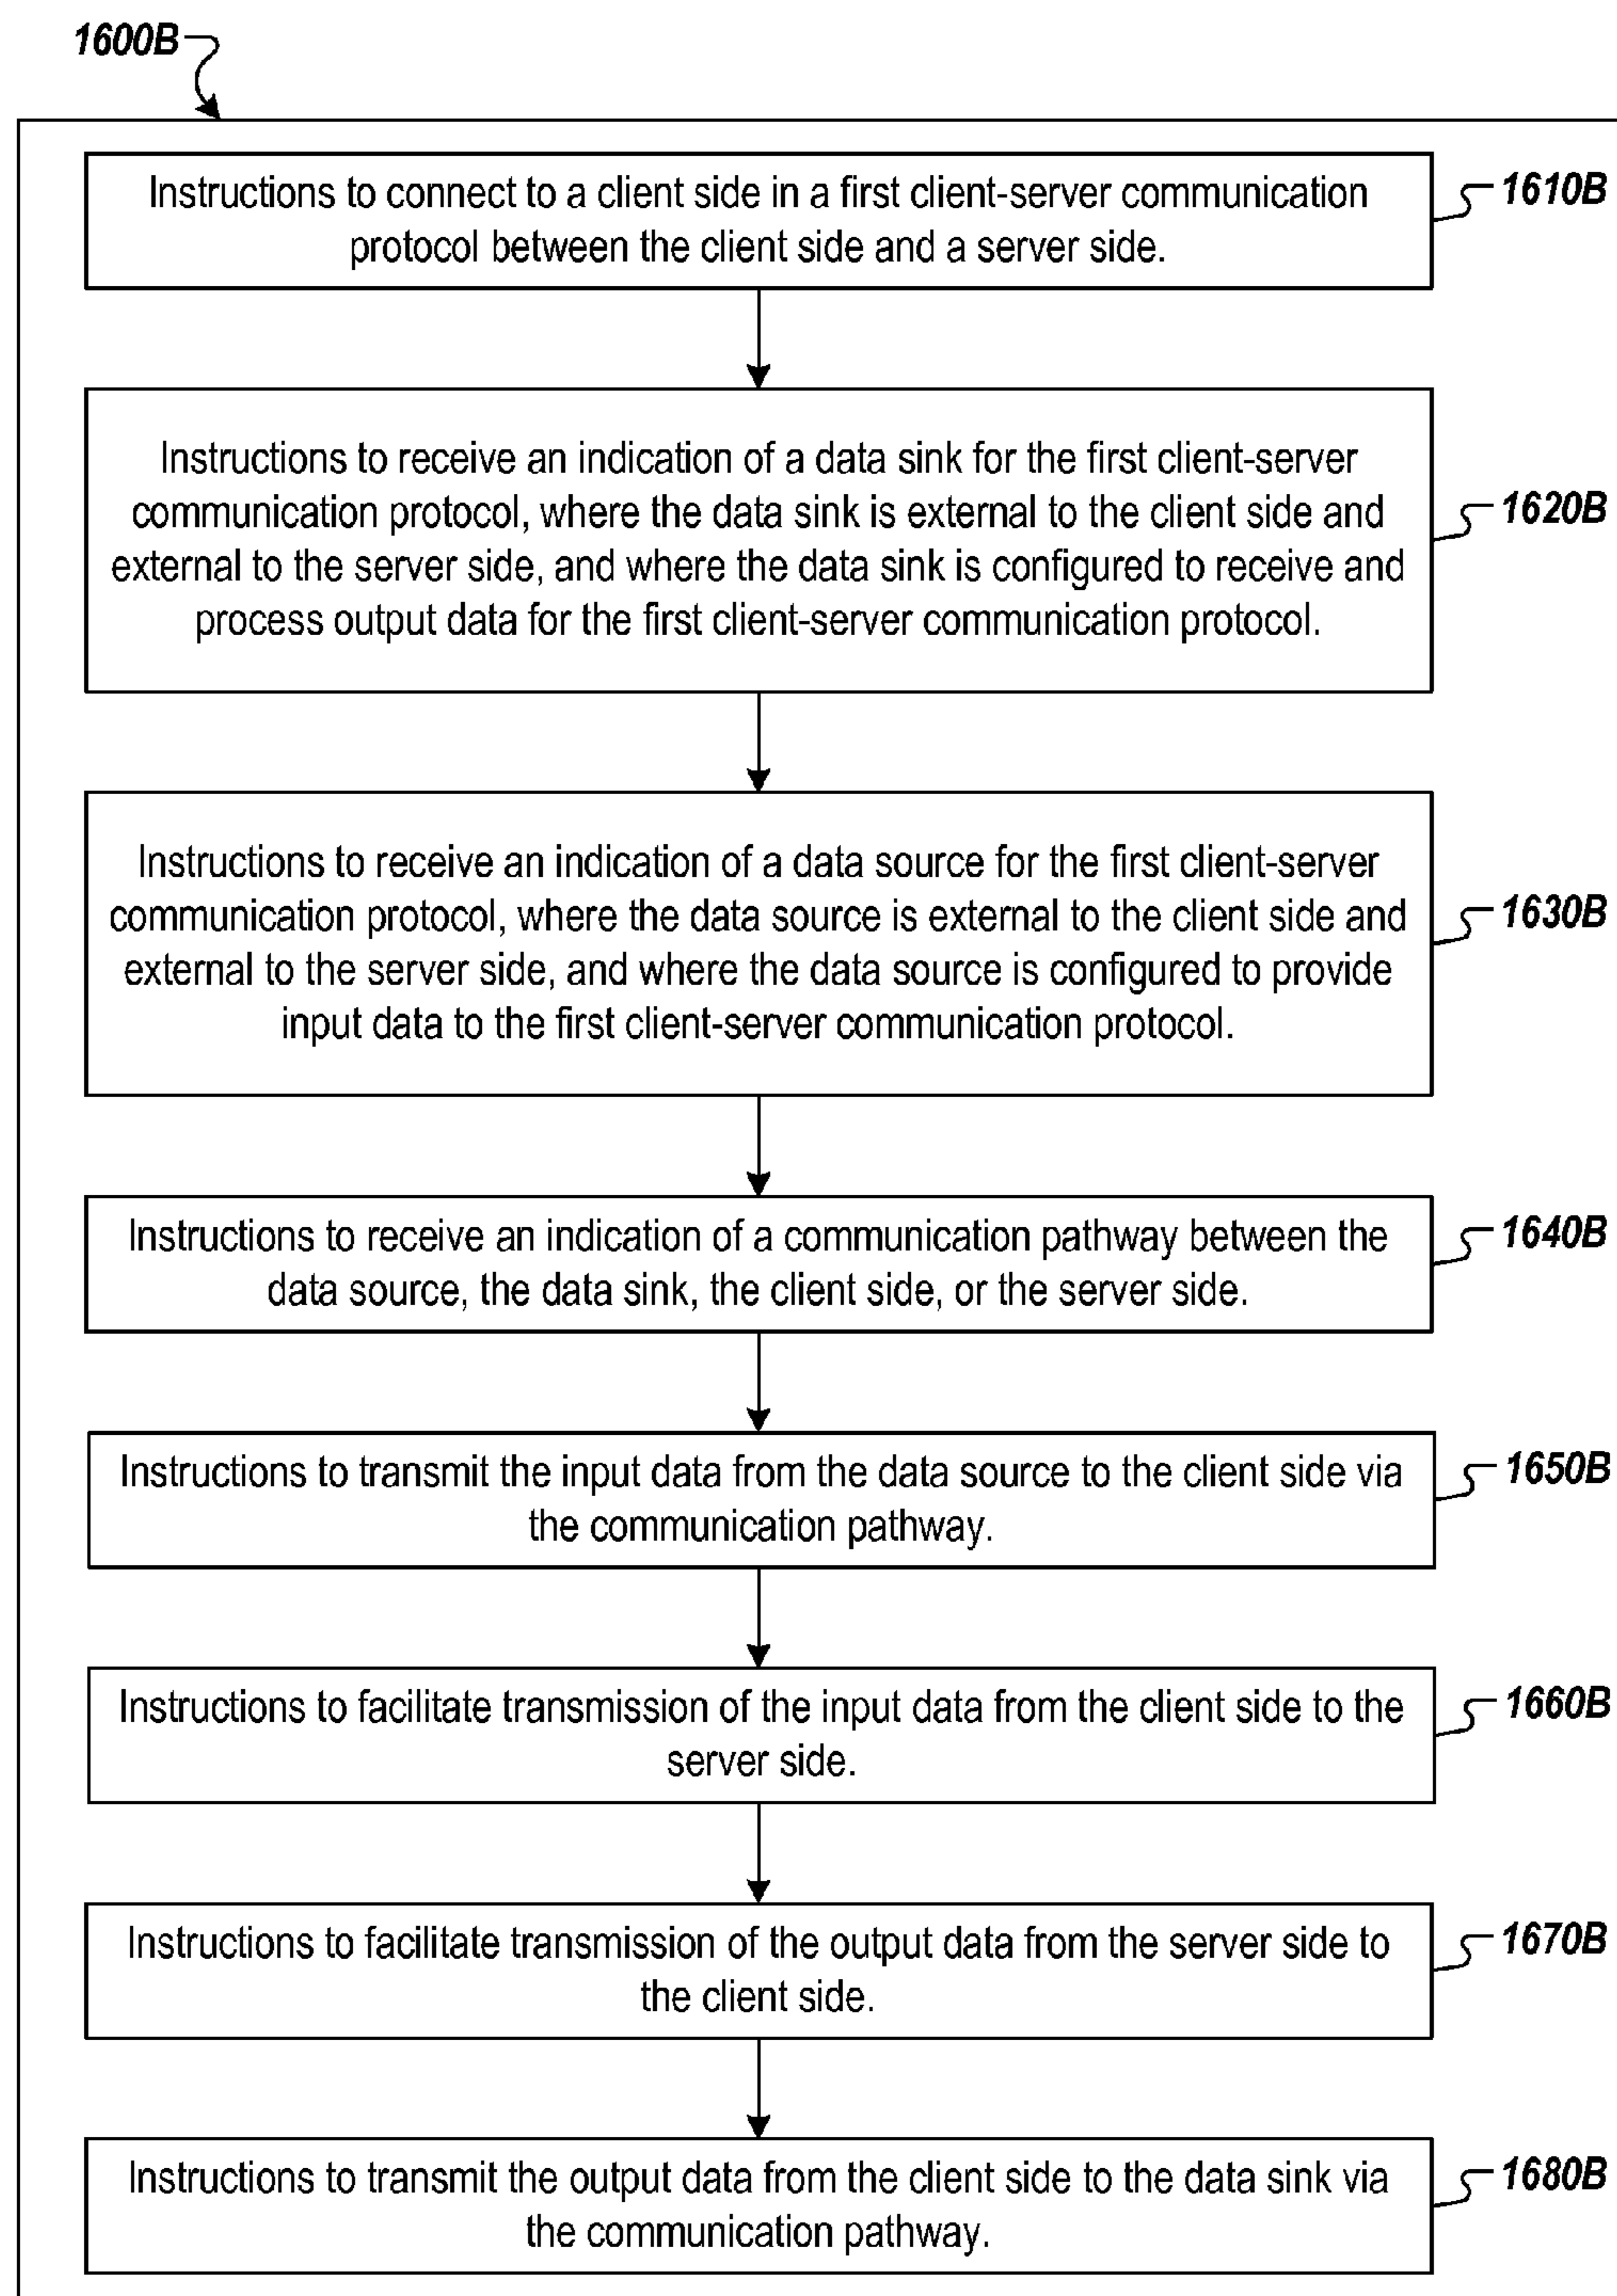 1600B
Instructions to connect to a client side in a first client-server communication
protocol between the client side and a server side.
1610B
Instructions to receive an indication of a data sink for the first client-server
communication protocol, where the data sink is external to the client side and
external to the server side, and where the data sink is configured to receive and
process output data for the first client-server communication protocol.
1620B
Instructions to receive an indication of a data source for the first client-server
communication protocol, where the data source is external to the client side and
external to the server side, and where the data source is configured to provide
input data to the first client-server communication protocol.
1630B
Instructions to receive an indication of a communication pathway between the
data source, the data sink, the client side, or the server side.
1640B
Instructions to transmit the input data from the data source to the client side via
the communication pathway.
1650B
Instructions to facilitate transmission of the input data from the client side to the
server side.
1660B
Instructions to facilitate transmission of the output data from the server side to
the client side.
1670B
Instructions to transmit the output data from the client side to the data sink via
the communication pathway.
1680B